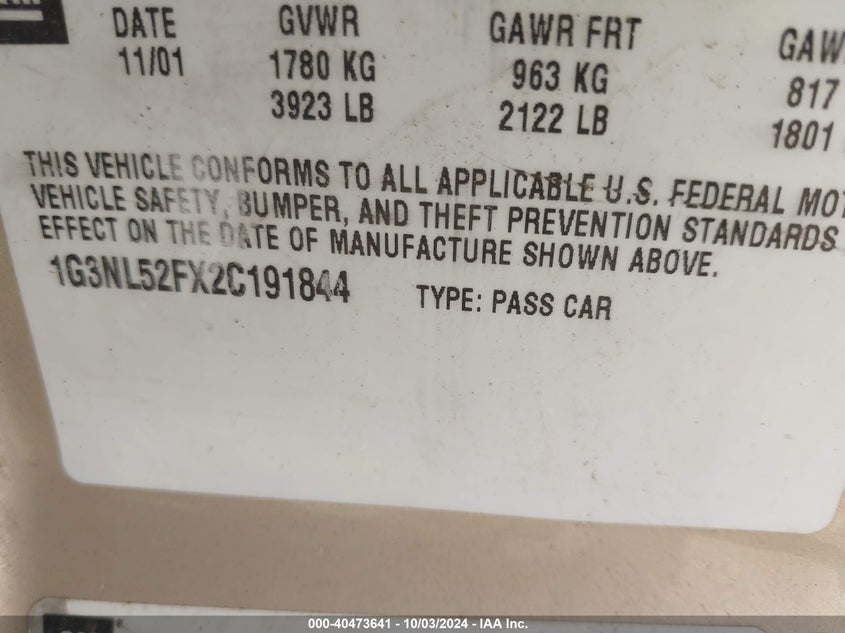 DATE GVWR GAWR FRT GAW
11/01 1780 KG 963 KG 817
3923 LB 2122 LB 1801
THIS VEHICLE CONFORMS TO ALL APPLICABLE U.S. FEDERAL MOT
VEHICLE SAFETY, BUMPER, AND THEFT PREVENTION STANDARDS
EFFECT ON THE DATE OF MANUFACTURE SHOWN ABOVE.
1G3NL52FX2C191844 TYPE: PASS CAR
000-40473641 - 10/03/2024 - IAA Inc.